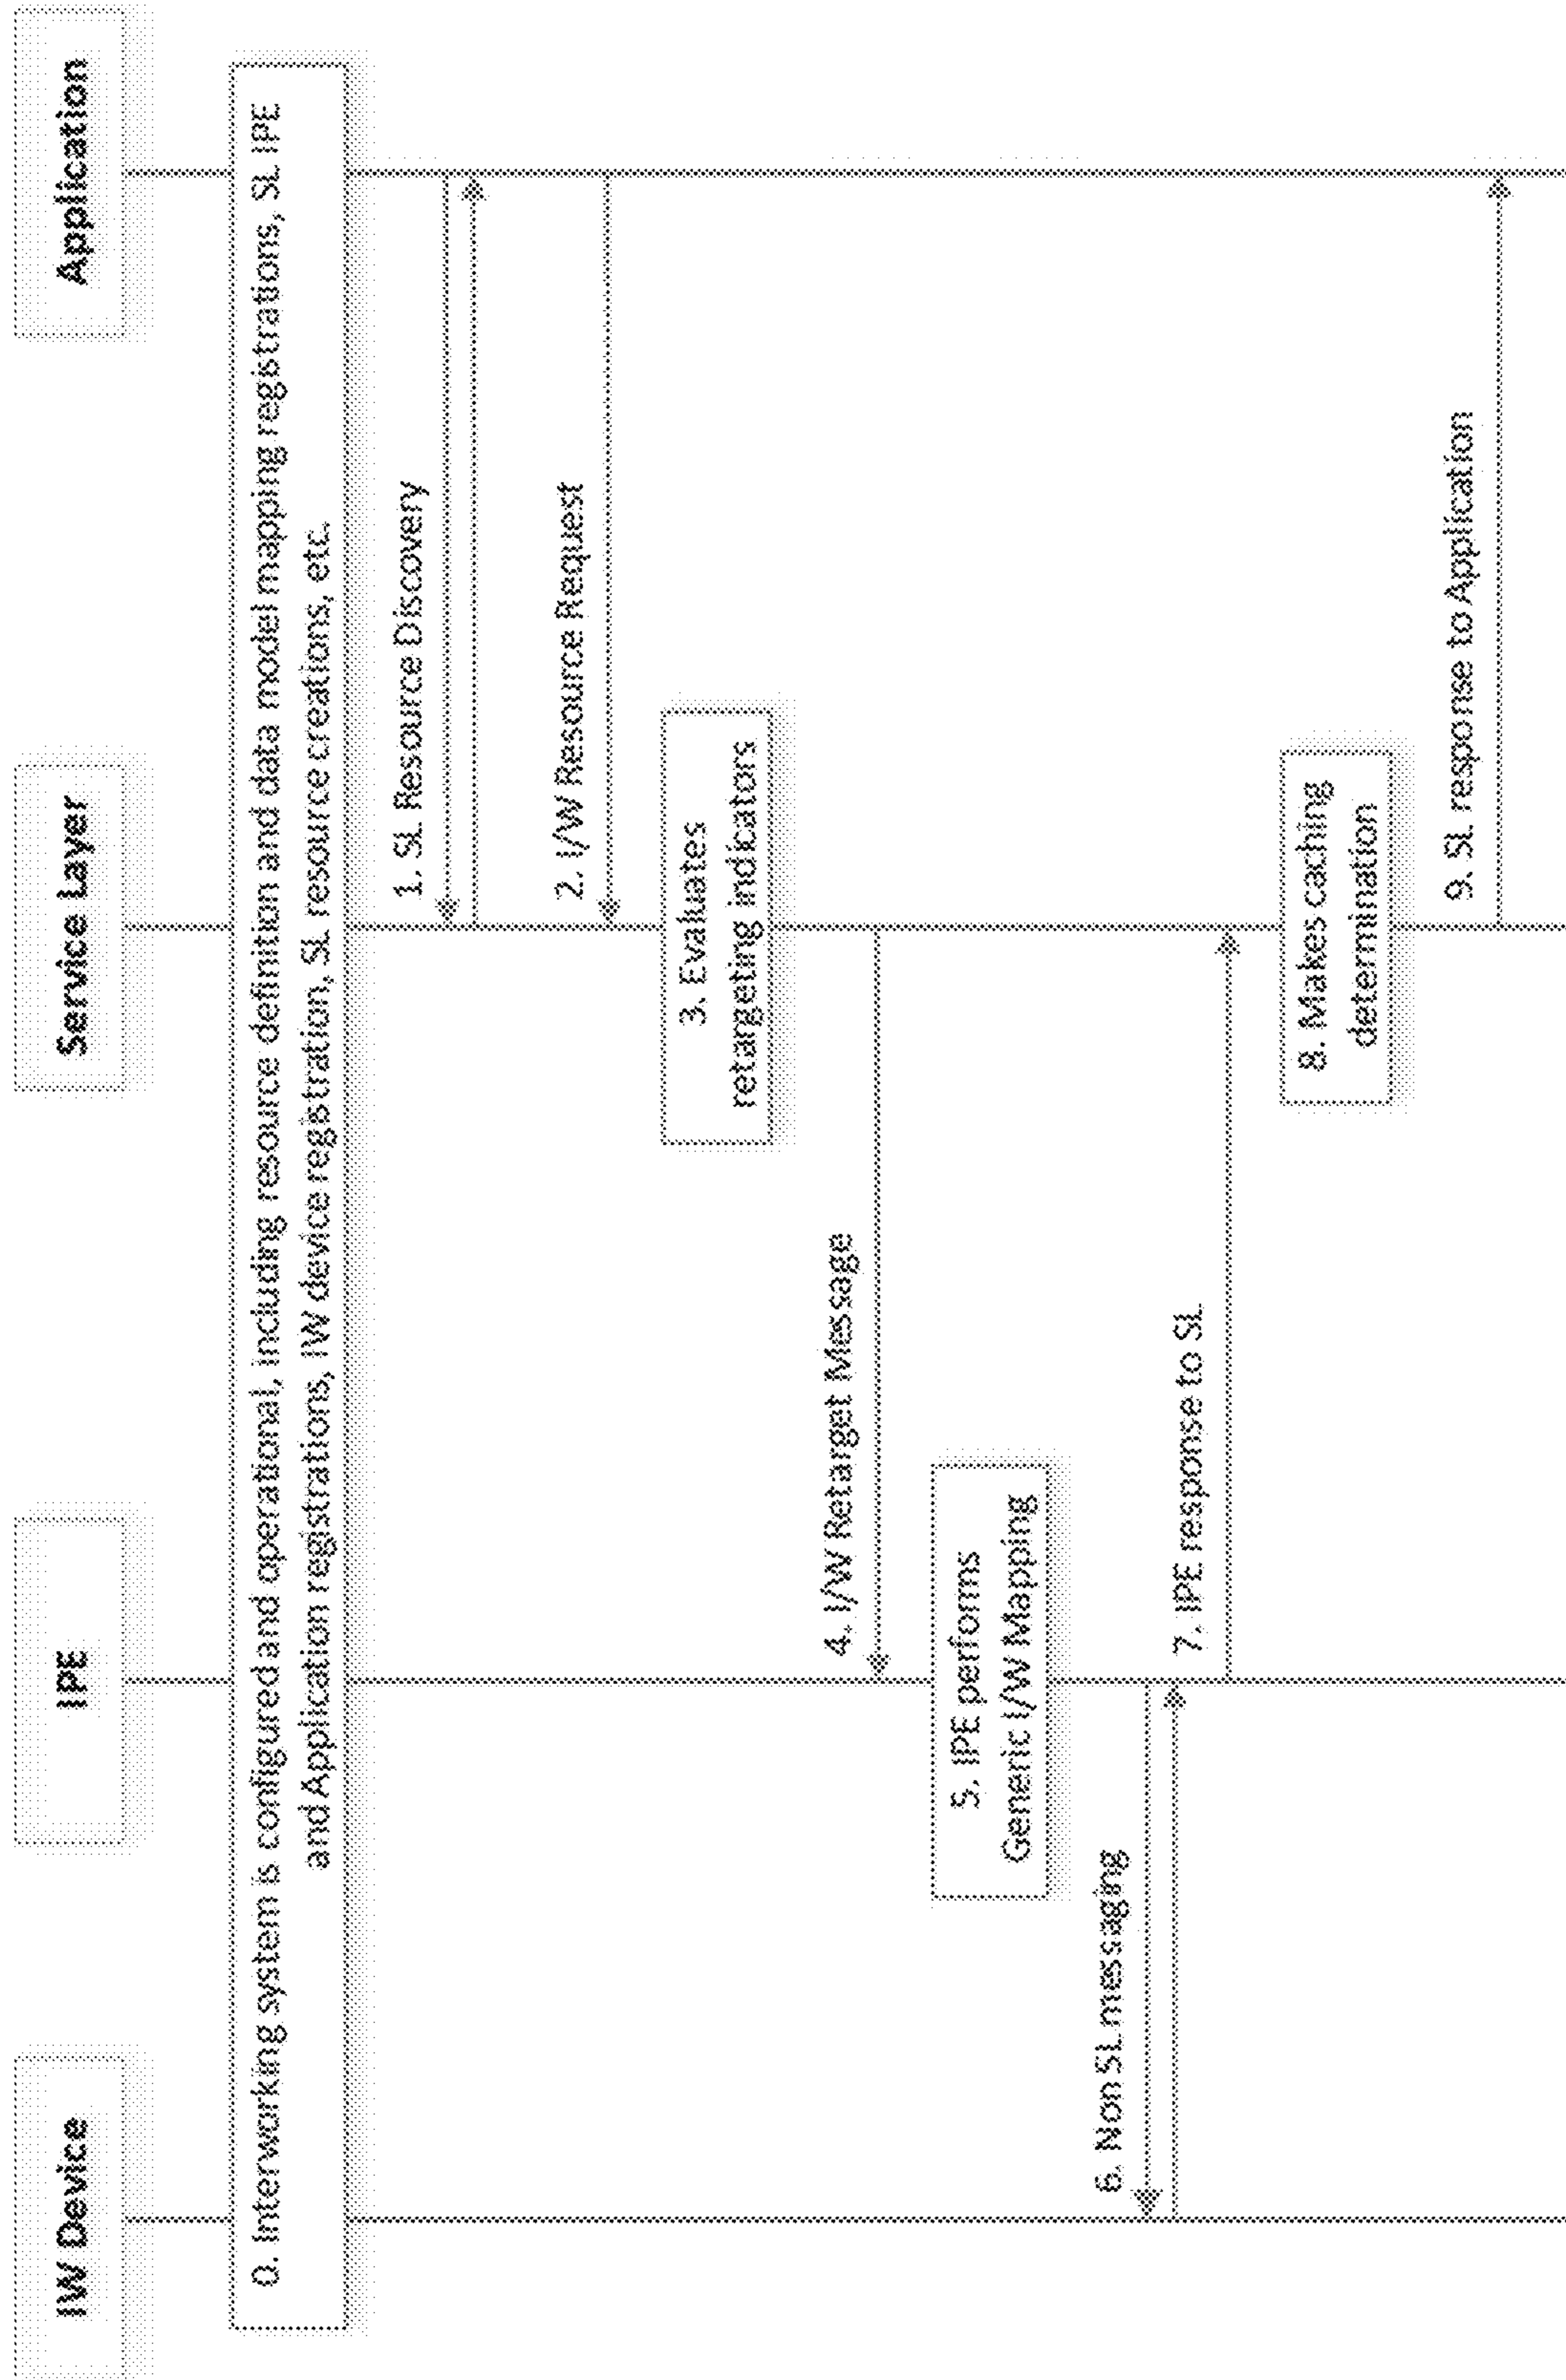 IW Device
IPE
Service Layer
Application
0. Interworking system is configured and operational, including resource definition and data model mapping registrations, SL IPE
and Application registrations, IW device registration, SL resource creations, etc.
1. SL Resource Discovery
2. I/W Resource Request
3. Evaluates
retargeting indicators
4. I/W Retarget Message
5. IPE performs
Generic I/W Mapping
6. Non SL messaging
7. IPE response to SL
8. Makes caching
determination
9. SL response to Application